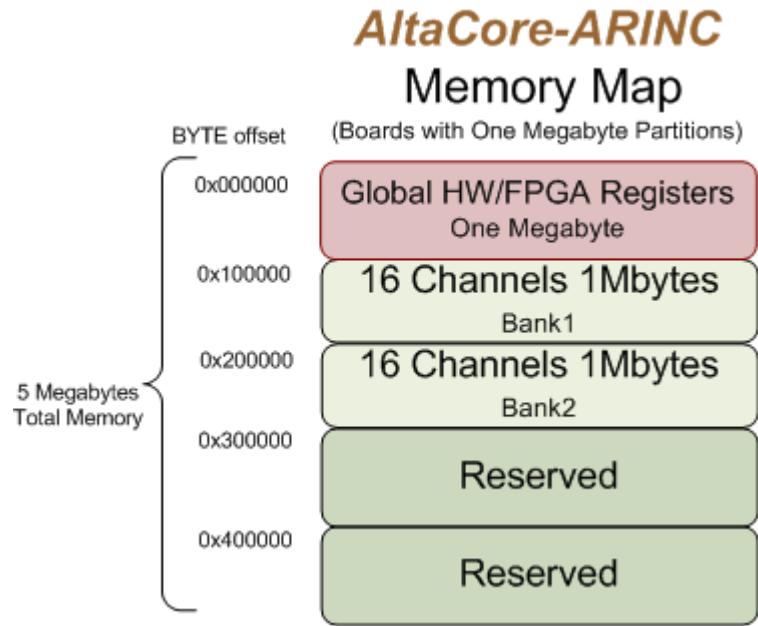 AltaCore-ARINC
Memory Map
(Boards with One Megabyte Partitions)
BYTE offset
0x000000
Global HW/FPGA Registers
One Megabyte
0x100000
16 Channels 1Mbytes
Bank1
0x200000
16 Channels 1Mbytes
Bank2
5 Megabytes
Total Memory
0x300000
Reserved
0x400000
Reserved